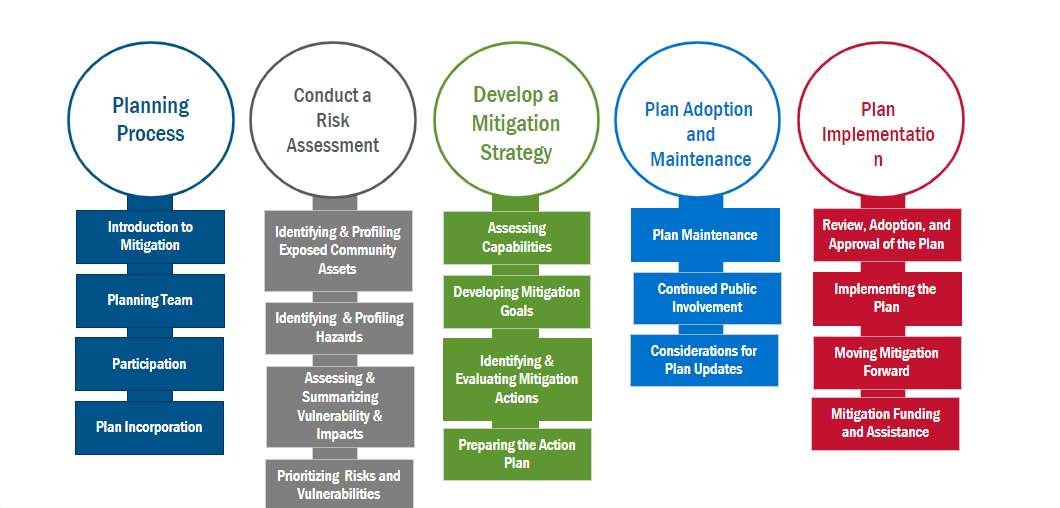 Planning
Process
Introduction to
Mitigation
Planning Team
Participation
Plan Incorporation
Conduct a
Risk
Assessment
Identifying & Profiling
Exposed Community
Assets
Identifying & Profiling
Hazards
Assessing &
Summarizing
Vulnerability &
Impacts
Prioritizing Risks and
Vulnerabilities
Develop a
Mitigation
Strategy
Assessing
Capabilities
Developing Mitigation
Goals
Identifying &
Evaluating Mitigation
Actions
Preparing the Action
Plan
Plan Adoption
and
Maintenance
Plan Maintenance
Continued Public
Involvement
Considerations for
Plan Updates
Plan
Implementatio
n
Review, Adoption, and
Approval of the Plan
Implementing the
Plan
Moving Mitigation
Forward
Mitigation Funding
and Assistance